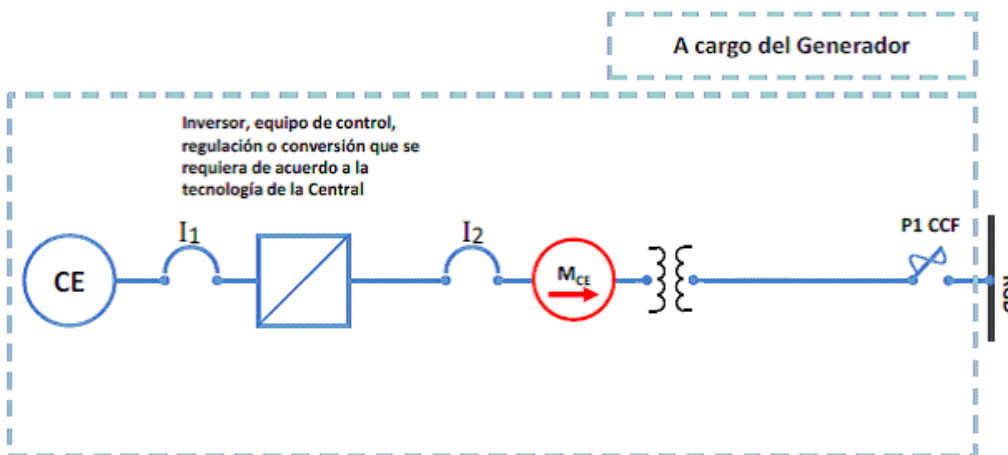 A cargo del Generador
Inversor, equipo de control,
regulación o conversión que se
requiera de acuerdo a la
tecnología de la Central
CE
I1
I2
MCE
P1 CCF
RGD